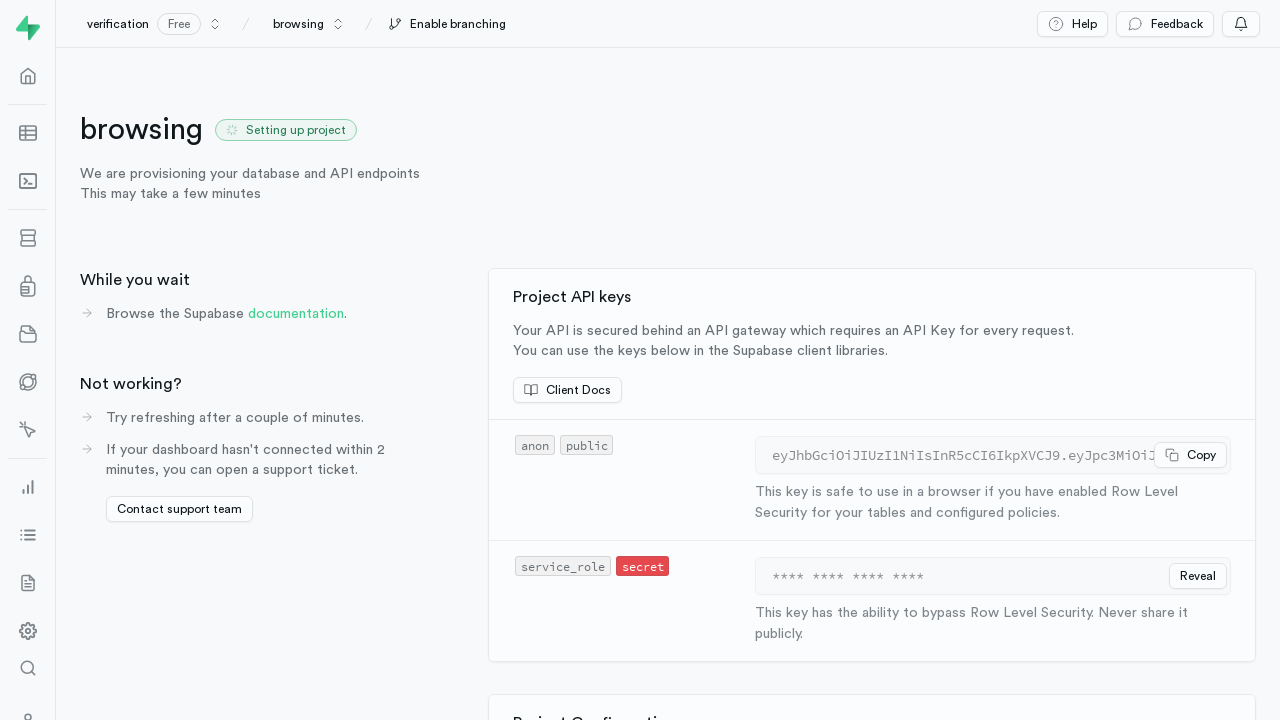 verification Free / browsing / Enable branching Help Feedback
browsing Setting up project
We are provisioning your database and API endpoints
This may take a few minutes
While you wait
Browse the Supabase documentation.
Not working?
Try refreshing after a couple of minutes.
If your dashboard hasn't connected within 2
minutes, you can open a support ticket.
Contact support team
Project API keys
Your API is secured behind an API gateway which requires an API Key for every request.
You can use the keys below in the Supabase client libraries.
Client Docs
anon public
eyJhbGciOiJIUzI1NiIsInR5cCI6IkpXVCJ9.eyJpc3MiOiJ Copy
This key is safe to use in a browser if you have enabled Row Level
Security for your tables and configured policies.
service_role secret
**** **** **** **** Reveal
This key has the ability to bypass Row Level Security. Never share it
publicly.